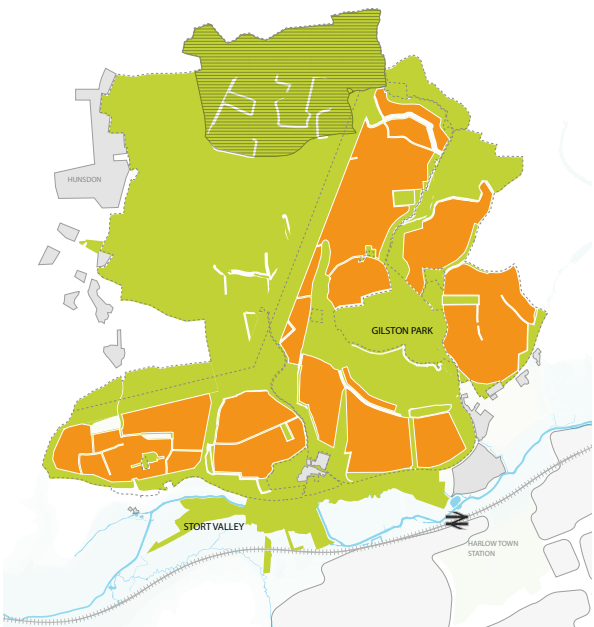 HUNSDON
GILSTON PARK
STORT VALLEY
HARLOW TOWN
STATION